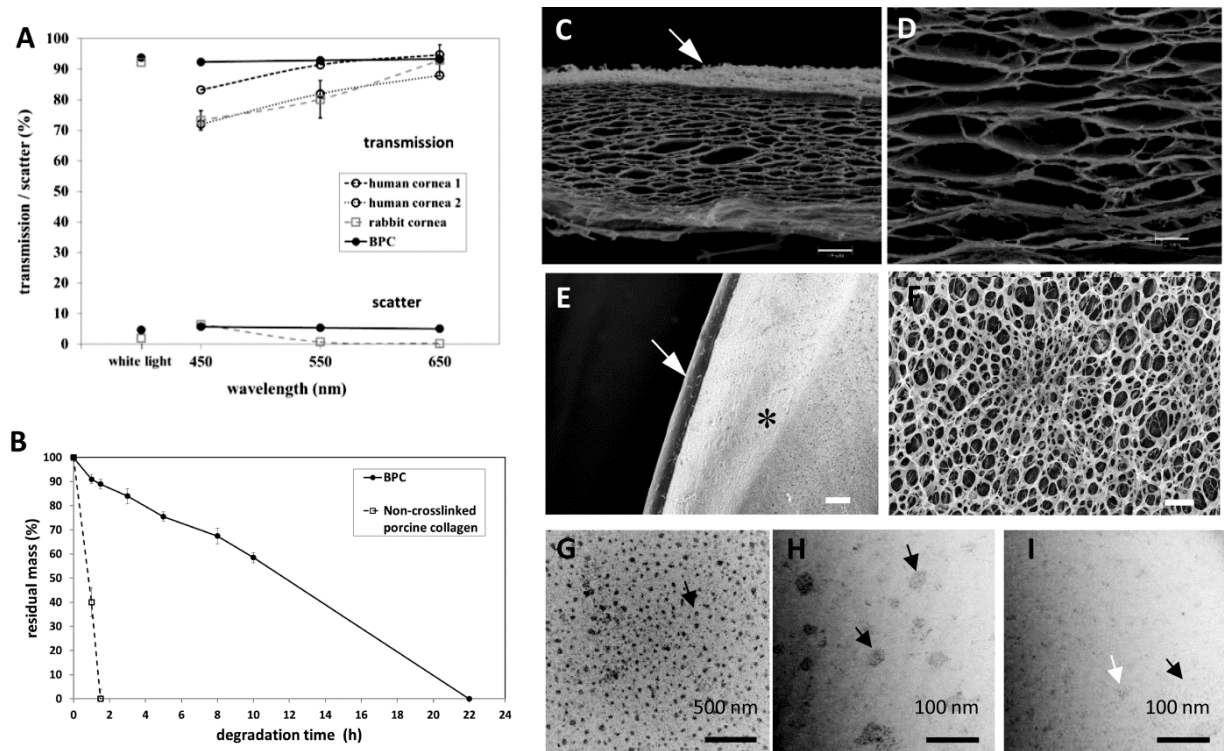 A
100
90
80
70
60
50
40
30
20
10
0
transmission / scatter (%)
transmission
human cornea 1
human cornea 2
rabbit cornea
BPC
scatter
white light 450 550 650
wavelength (nm)
B
100
90
80
70
60
50
40
30
20
10
0
residual mass (%)
BPC
Non-crosslinked
porcine collagen
0 2 4 6 8 10 12 14 16 18 20 22 24
degradation time (h)
C
D
E
*
F
G
500 nm
H
100 nm
I
100 nm